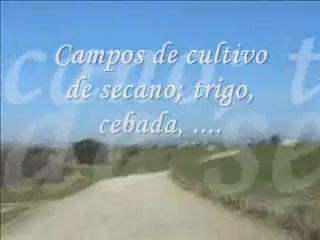 Campos de cultivo
de secano; trigo,
cebada, ....